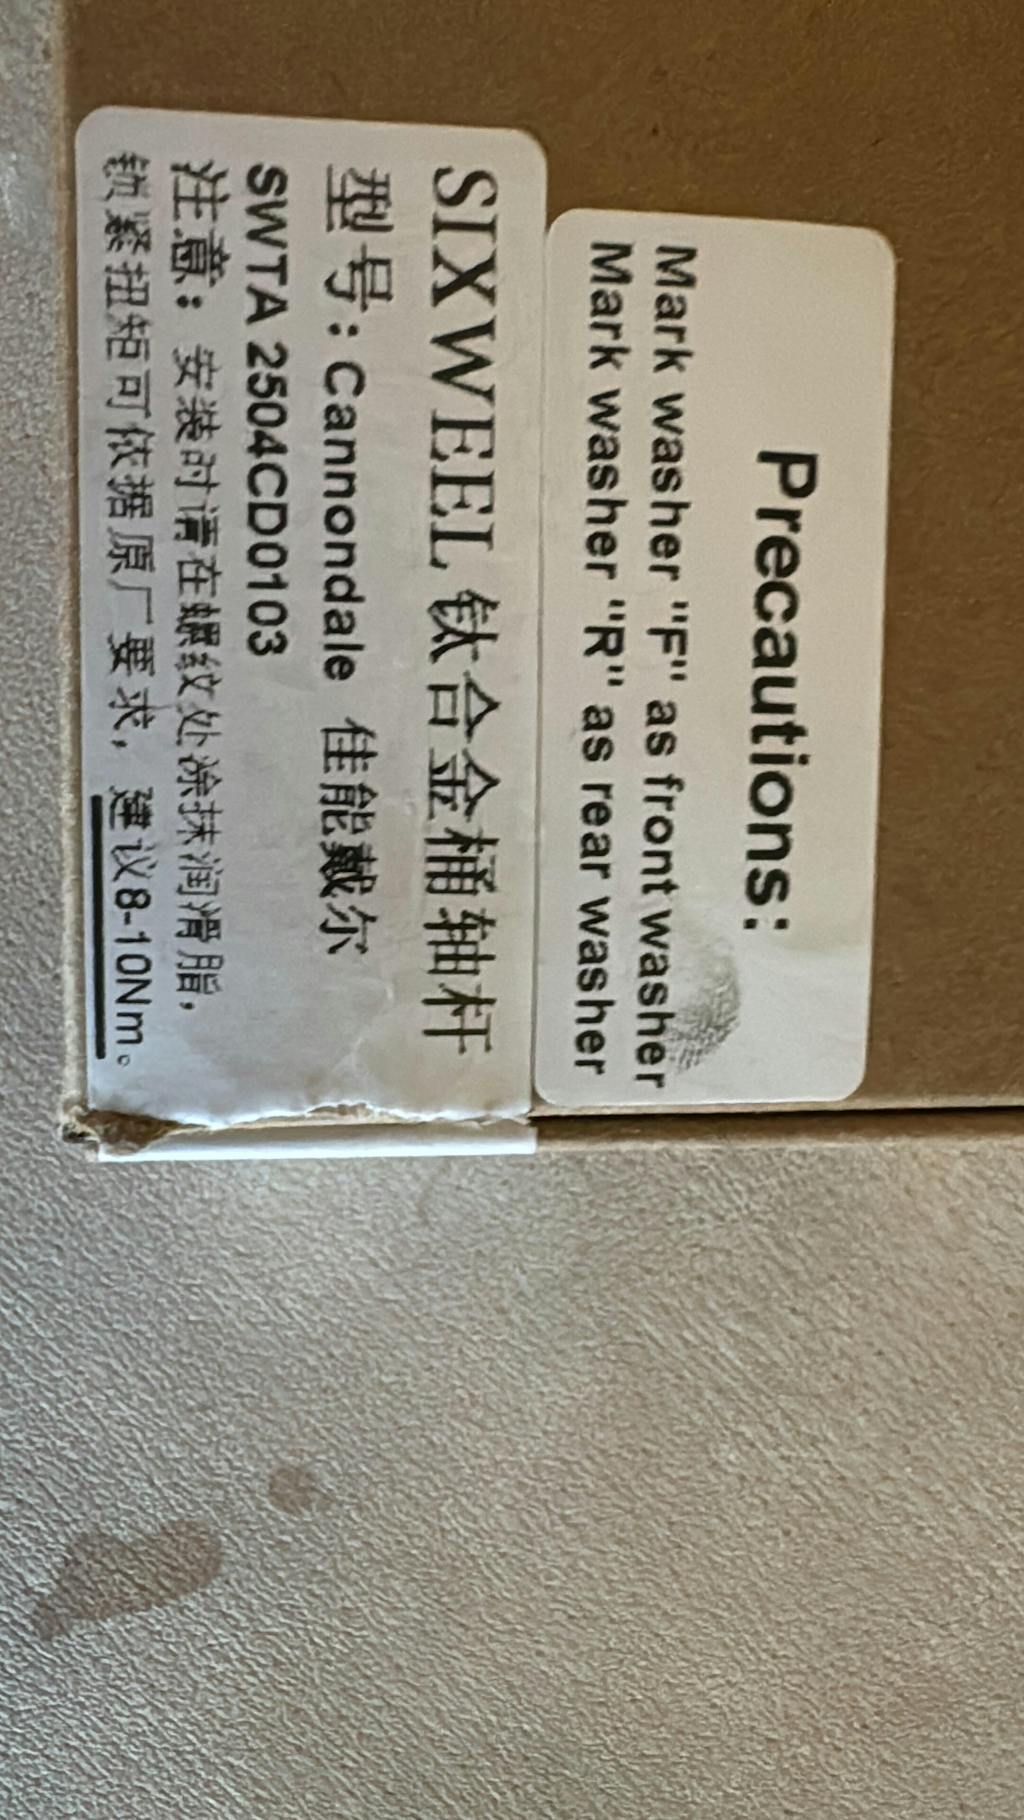 Precautions:
Mark washer "F" as front washer
Mark washer "R" as rear washer
SIXWEEL 钛合金桶轴杆
型号：Cannondale 佳能戴尔
SWTA 2504CD0103
注意：安装时请在螺纹处涂抹润滑脂，
锁紧扭矩可依据原厂要求，建议8-10Nm。